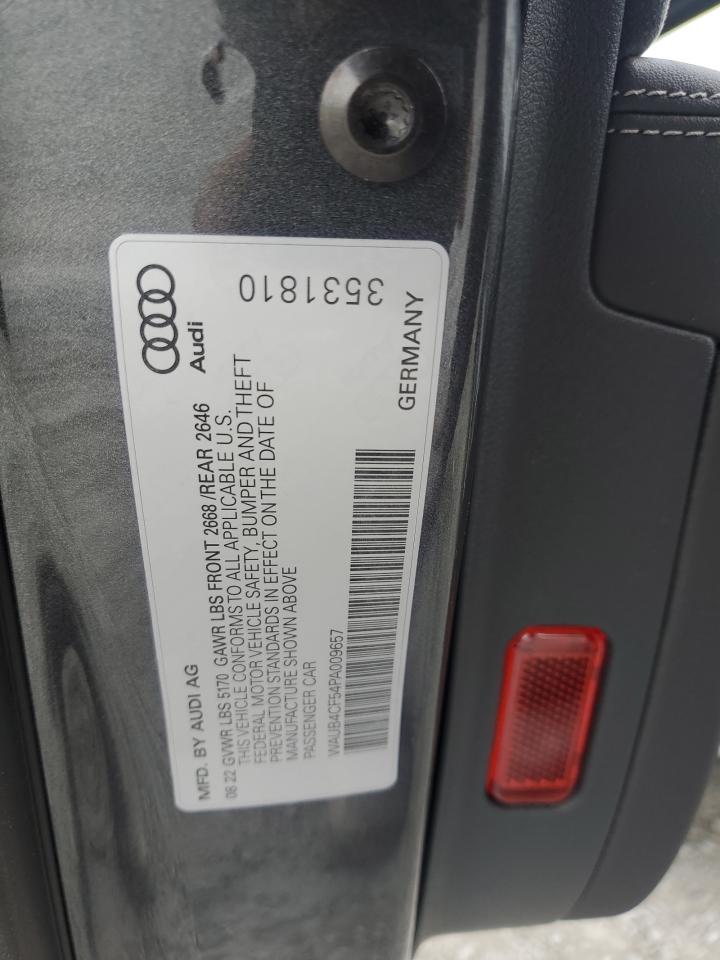 MFD. BY AUDI AG
Audi
08.22 GVWR LBS 5170 GAWR LBS FRONT 2668 /REAR 2646
THIS VEHICLE CONFORMS TO ALL APPLICABLE U.S.
FEDERAL MOTOR VEHICLE SAFETY, BUMPER AND THEFT
PREVENTION STANDARDS IN EFFECT ON THE DATE OF
MANUFACTURE SHOWN ABOVE
PASSENGER CAR
WAUB4CF54PA009657
GERMANY
3531810